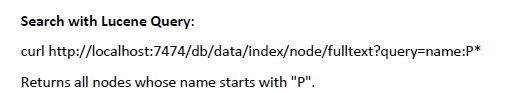 Search with Lucene Query:
curl http://localhost:7474/db/data/index/node/fulltext?query=name:P*
Returns all nodes whose name starts with "P".